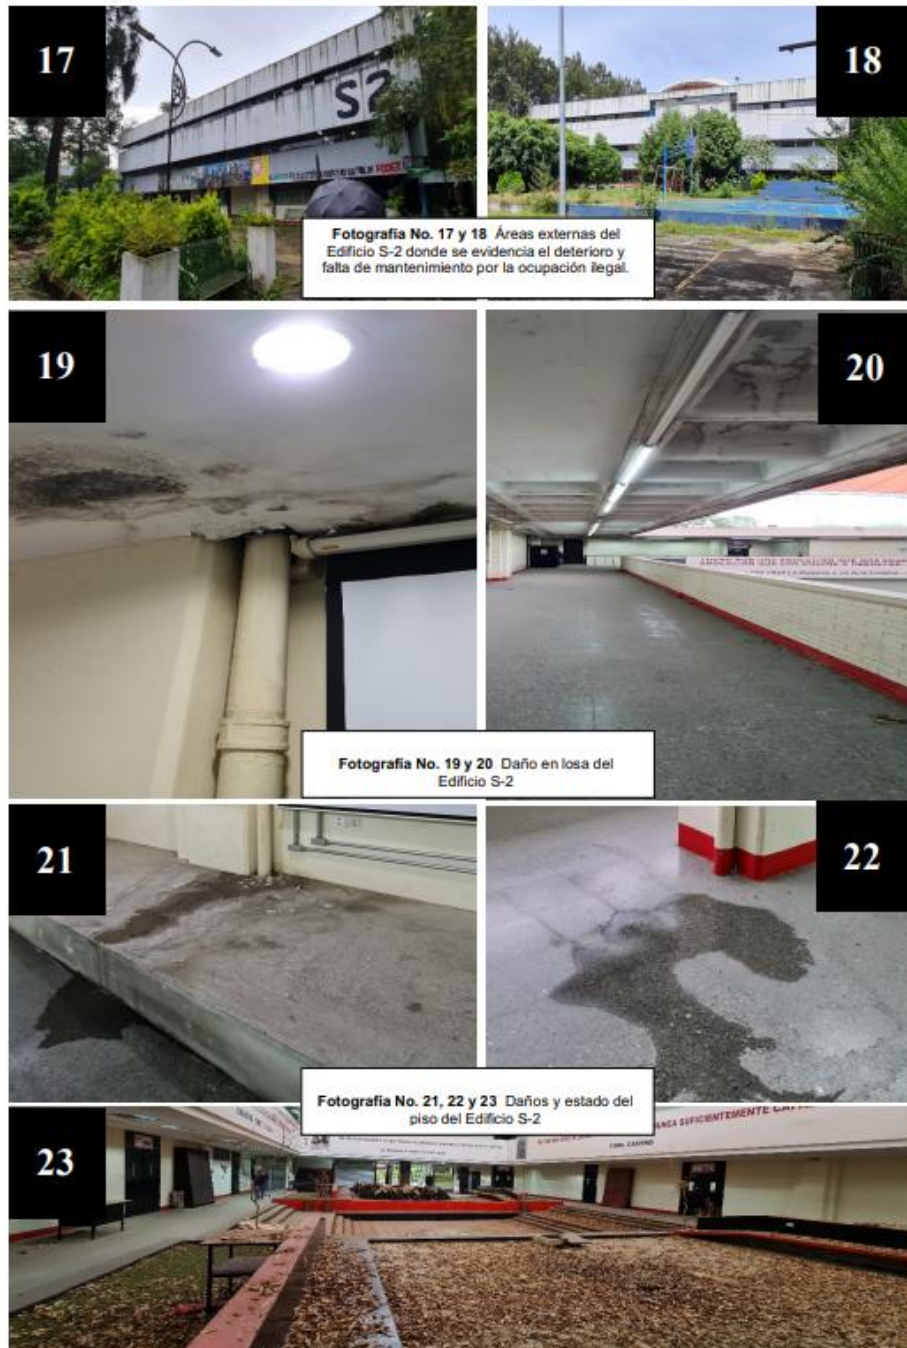 17
18
S2
Fotografía No. 17 y 18 Áreas externas del
Edificio S-2 donde se evidencia el deterioro y
falta de mantenimiento por la ocupación ilegal.
19
20
Fotografía No. 19 y 20 Daño en losa del
Edificio S-2
21
22
Fotografía No. 21, 22 y 23 Daños y estado del
piso del Edificio S-2
23
SUFICIENTEMENTE